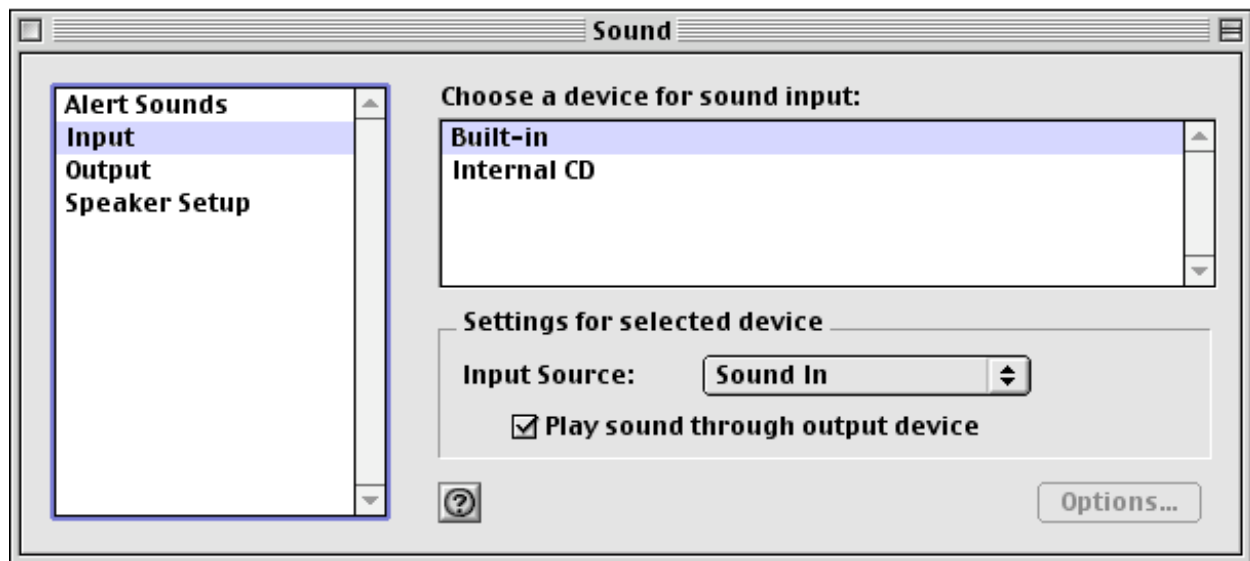 Sound
Alert Sounds
Input
Output
Speaker Setup
Choose a device for sound input:
Built-in
Internal CD
Settings for selected device
Input Source: Sound In
Play sound through output device
?
Options...